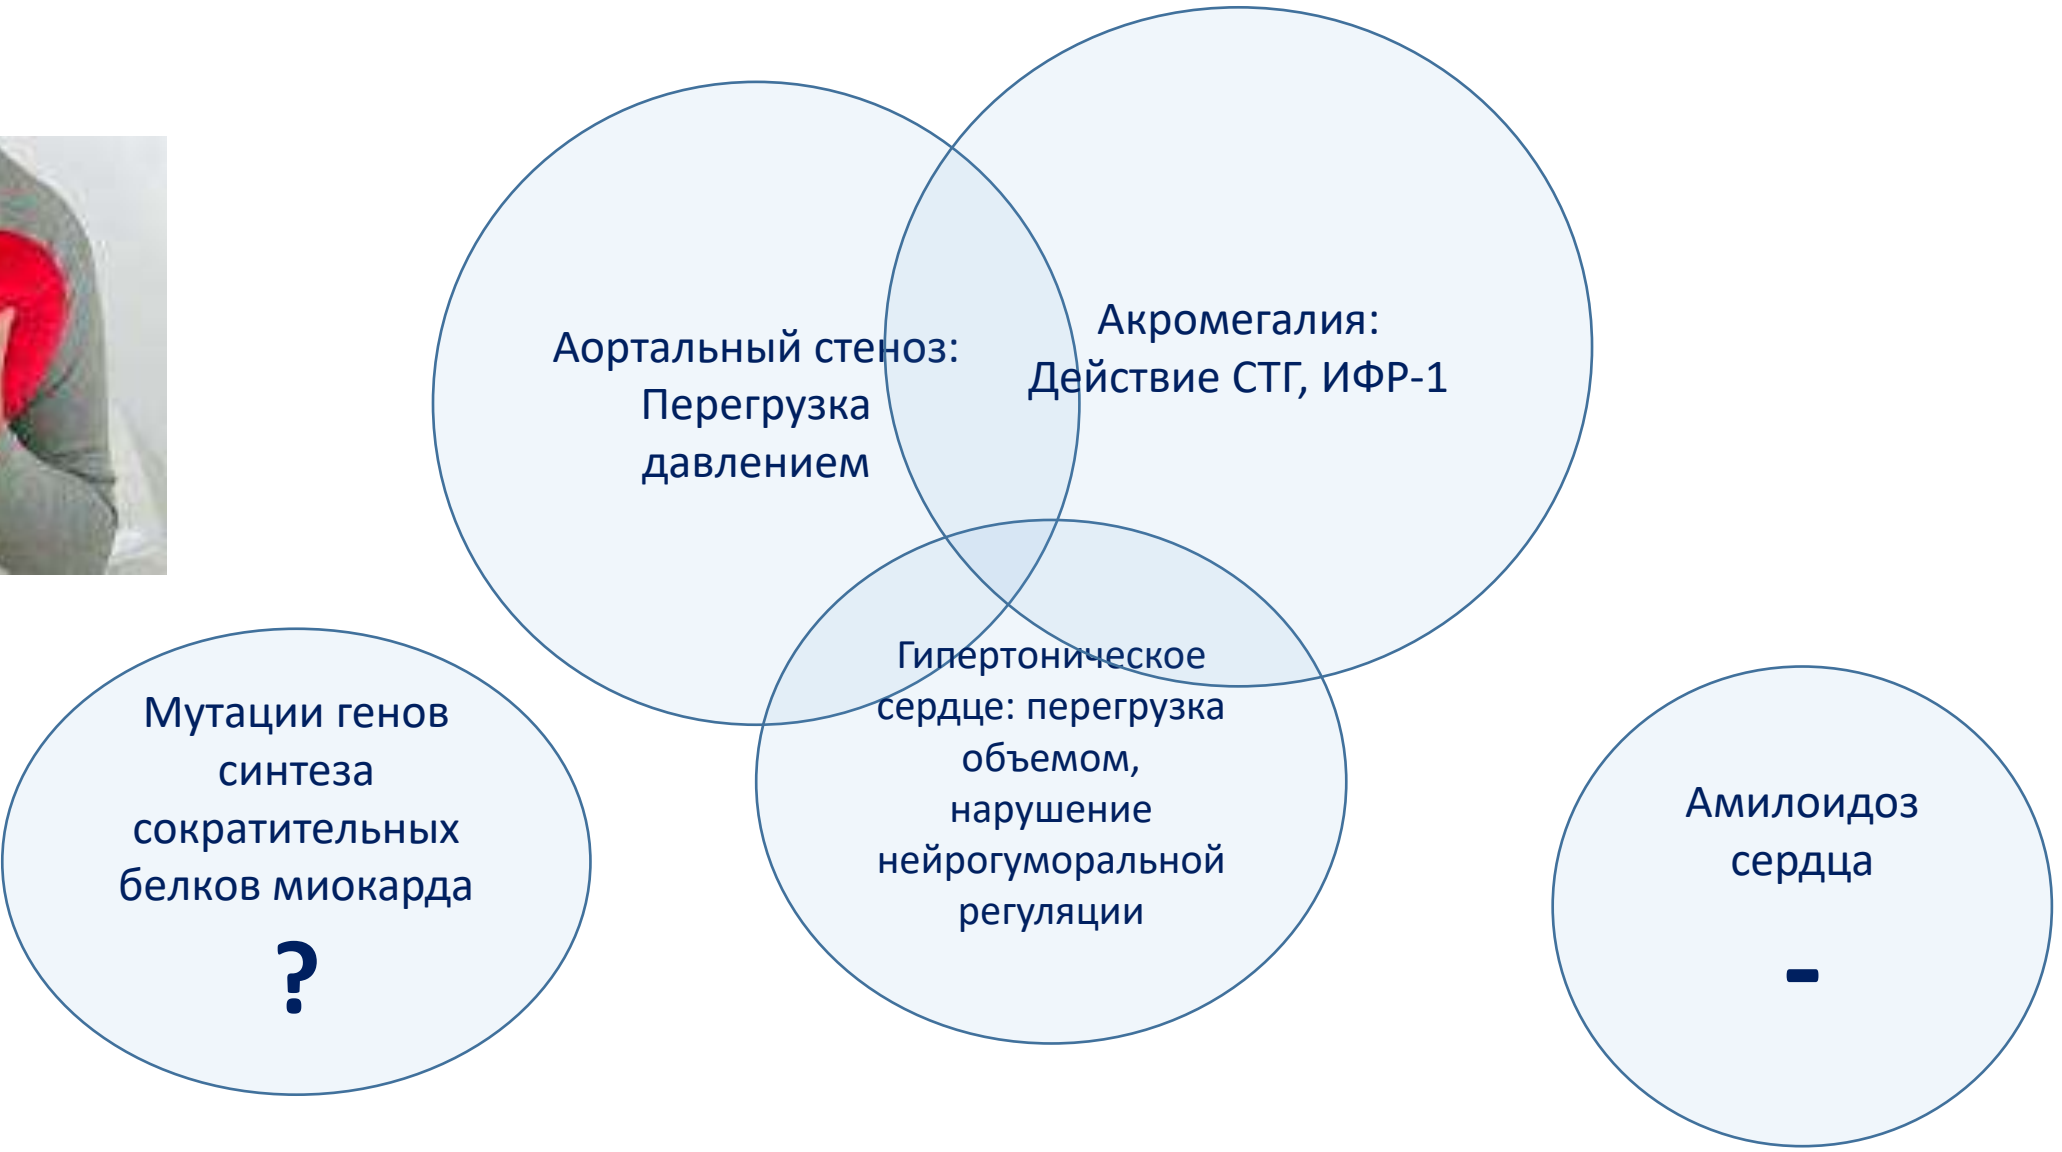 Аортальный стеноз:
Перегрузка
давлением
Акромегалия:
Действие СТГ, ИФР-1
Мутации генов
синтеза
сократительных
белков миокарда
?
Гипертоническое
сердце: перегрузка
объемом,
нарушение
нейрогуморальной
регуляции
Амилоидоз
сердца
-